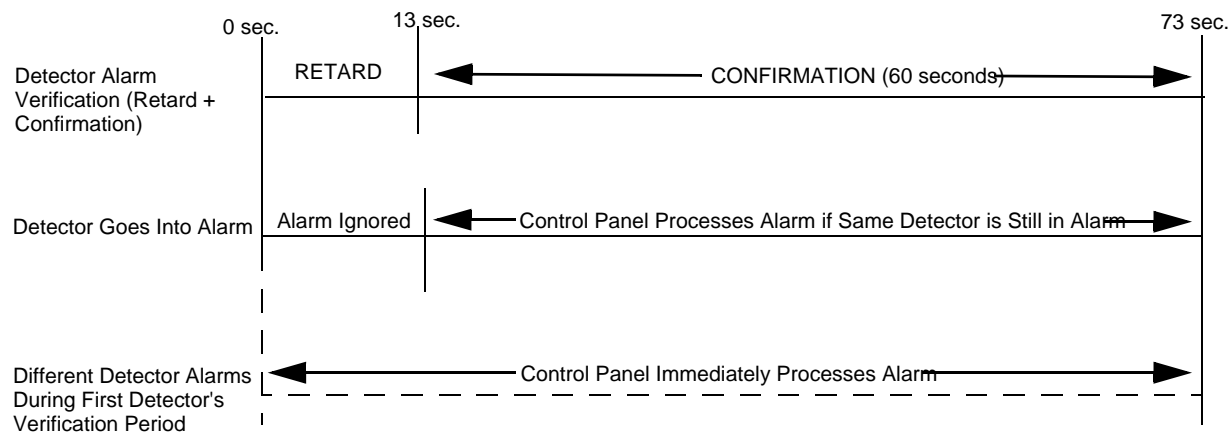 0 sec.
13 sec.
73 sec.
Detector Alarm
Verification (Retard +
Confirmation)
RETARD
CONFIRMATION (60 seconds)
Detector Goes Into Alarm
Alarm Ignored
Control Panel Processes Alarm if Same Detector is Still in Alarm
Different Detector Alarms
During First Detector's
Verification Period
Control Panel Immediately Processes Alarm